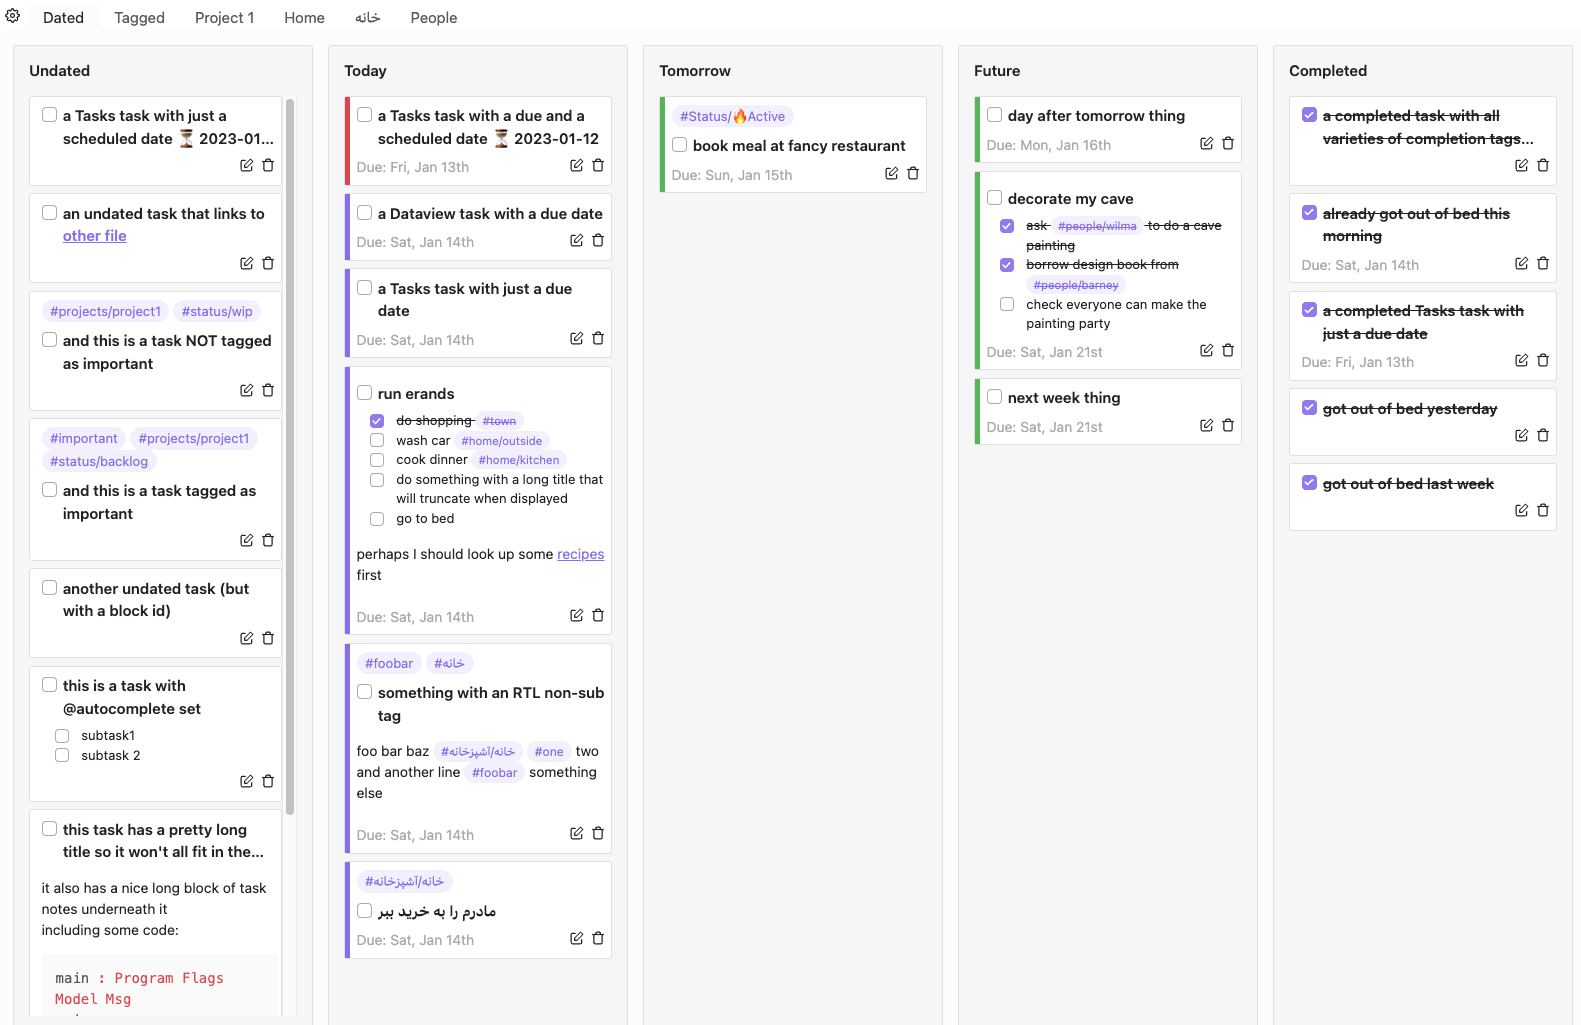 Dated Tagged Project 1 Home خانه People
Undated
a Tasks task with just a
scheduled date ⏳ 2023-01...
an undated task that links to
other file
#projects/project1 #status/wip
and this is a task NOT tagged
as important
#important #projects/project1
#status/backlog
and this is a task tagged as
important
another undated task (but
with a block id)
this is a task with
@autocomplete set
subtask1
subtask 2
this task has a pretty long
title so it won't all fit in the...
it also has a nice long block of task
notes underneath it
including some code:
main : Program Flags
Model Msg
Today
a Tasks task with a due and a
scheduled date ⏳ 2023-01-12
Due: Fri, Jan 13th
a Dataview task with a due date
Due: Sat, Jan 14th
a Tasks task with just a due
date
Due: Sat, Jan 14th
run erands
do shopping #town
wash car #home/outside
cook dinner #home/kitchen
do something with a long title that
will truncate when displayed
go to bed
perhaps I should look up some recipes
first
Due: Sat, Jan 14th
#foobar #خانه
something with an RTL non-sub
tag
foo bar baz #خانه/آشپزخانه #one two
and another line #foobar something
else
Due: Sat, Jan 14th
#خانه/آشپزخانه
مادرم را به خرید ببر
Due: Sat, Jan 14th
Tomorrow
#Status/🔥Active
book meal at fancy restaurant
Due: Sun, Jan 15th
Future
day after tomorrow thing
Due: Mon, Jan 16th
decorate my cave
ask #people/wilma to do a cave
painting
borrow design book from
#people/barney
check everyone can make the
painting party
Due: Sat, Jan 21st
next week thing
Due: Sat, Jan 21st
Completed
a completed task with all
varieties of completion tags...
already got out of bed this
morning
Due: Sat, Jan 14th
a completed Tasks task with
just a due date
Due: Fri, Jan 13th
got out of bed yesterday
got out of bed last week